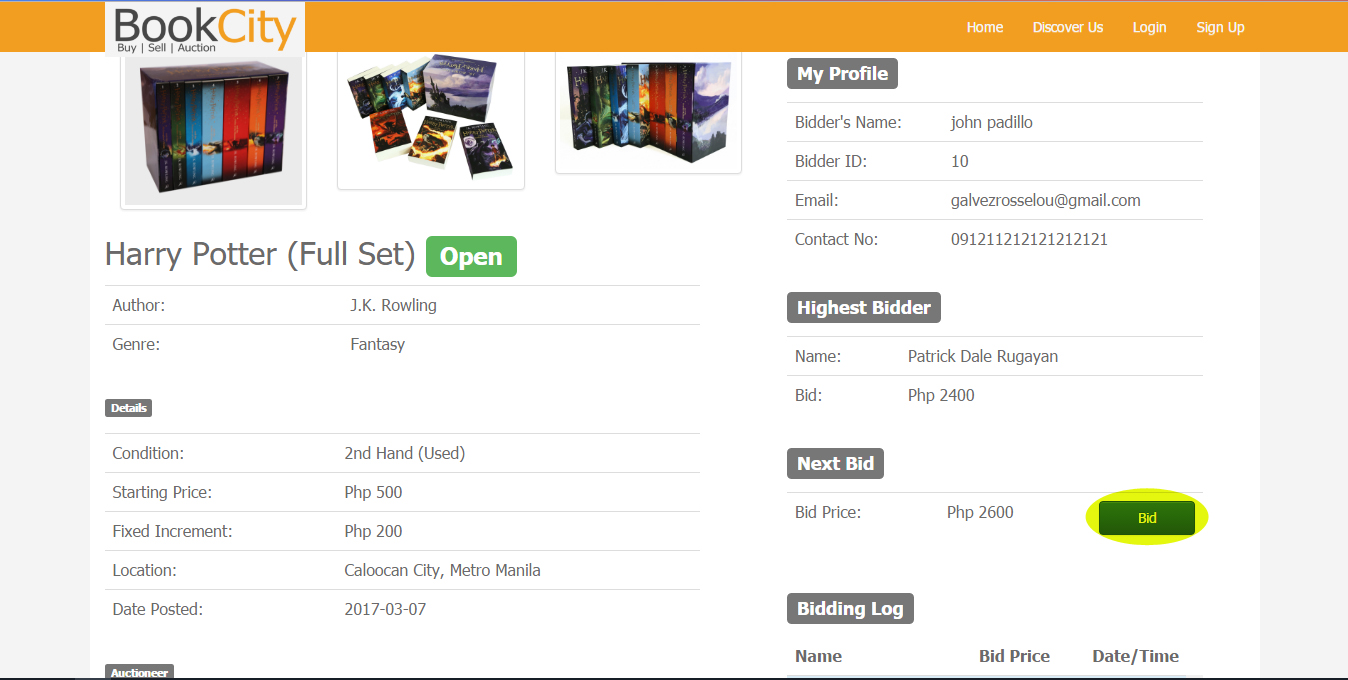 BookCity
Buy | Sell | Auction
Home Discover Us Login Sign Up
Harry Potter (Full Set) Open
Author: J.K. Rowling
Genre: Fantasy
Details
Condition: 2nd Hand (Used)
Starting Price: Php 500
Fixed Increment: Php 200
Location: Caloocan City, Metro Manila
Date Posted: 2017-03-07
Auctioneer
My Profile
Bidder's Name: john padillo
Bidder ID: 10
Email: galvezrosselou@gmail.com
Contact No: 091211212121212121
Highest Bidder
Name: Patrick Dale Rugayan
Bid: Php 2400
Next Bid
Bid Price: Php 2600 Bid
Bidding Log
Name Bid Price Date/Time